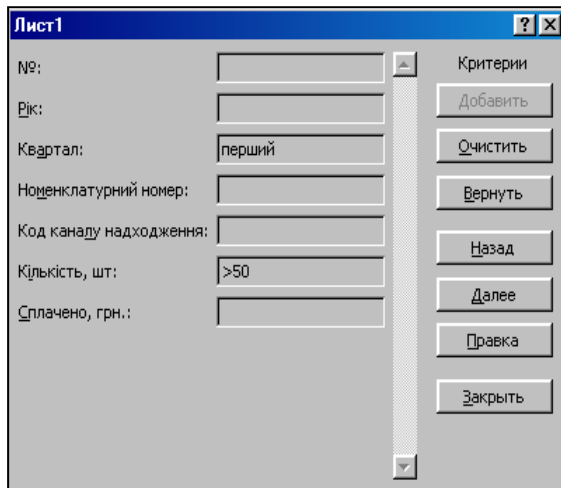 Лист1
№:
Рік:
Квартал: перший
Номенклатурний номер:
Код каналу надходження:
Кількість, шт: >50
Сплачено, грн.:
Критерии
Добавить
Очистить
Вернуть
Назад
Далее
Правка
Закрыть